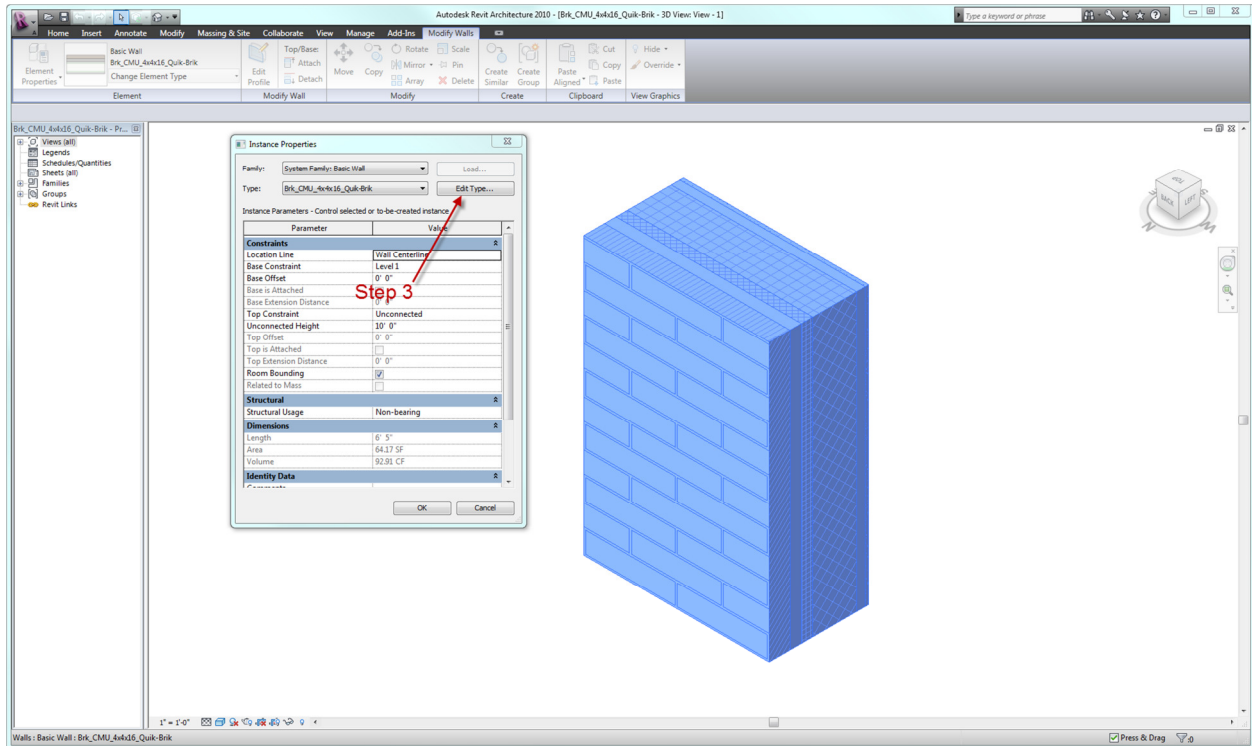 Autodesk Revit Architecture 2010 - [Brk_CMU_4x4x16_Quik-Brik - 3D View: View - 1]
Type a keyword or phrase
Home Insert Annotate Modify Massing & Site Collaborate View Manage Add-Ins Modify Walls
Element Properties
Basic Wall
Brk_CMU_4x4x16_Quik-Brik
Change Element Type
Edit Profile
Top/Base:
Attach
Detach
Move
Copy
Rotate
Scale
Mirror
Pin
Array
Delete
Create Similar
Create Group
Paste Aligned
Cut
Copy
Paste
Hide
Override
Element
Modify Wall
Modify
Create
Clipboard
View Graphics
Brk_CMU_4x4x16_Quik-Brik - Pr...
Views (all)
Legends
Schedules/Quantities
Sheets (all)
Families
Groups
Revit Links
Instance Properties
Family: System Family: Basic Wall Load...
Type: Brk_CMU_4x4x16_Quik-Brik Edit Type...
Instance Parameters - Control selected or to-be-created instance
Parameter Value
Constraints
Location Line Wall Centerline
Base Constraint Level 1
Base Offset 0' 0"
Base is Attached
Step 3
Base Extension Distance 0' 0"
Top Constraint Unconnected
Unconnected Height 10' 0"
Top Offset 0' 0"
Top is Attached
Top Extension Distance 0' 0"
Room Bounding
Related to Mass
Structural
Structural Usage Non-bearing
Dimensions
Length 6' 5"
Area 64.17 SF
Volume 92.91 CF
Identity Data
OK Cancel
TOP
BACK LEFT
1" = 1'-0"
Walls : Basic Wall : Brk_CMU_4x4x16_Quik-Brik
Press & Drag
:0